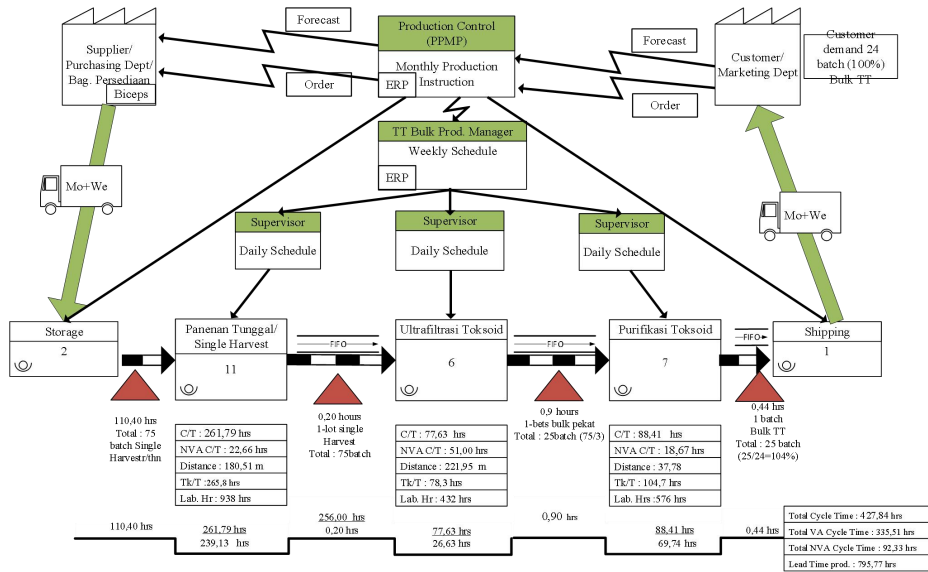 Forecast
Production Control
(PPMP)
Forecast
Customer
demand 24
batch (100%)
Bulk TT
Supplier/
Purchasing Dept/
Bag. Persediaan
Biceps
Monthly Production
Instruction
ERP
Customer/
Marketing Dept
Order
Order
TT Bulk Prod. Manager
Weekly Schedule
ERP
Mo+We
Mo+We
Supervisor
Daily Schedule
Supervisor
Daily Schedule
Supervisor
Daily Schedule
Storage
2
Panenan Tunggal/
Single Harvest
11
FIFO
Ultrafiltrasi Toksoid
6
FIFO
Purifikasi Toksoid
7
FIFO
Shipping
1
110,40 hrs
Total : 75
batch Single
Harvestr/thn
0,20 hours
1-lot single
Harvest
Total : 75batch
0,9 hours
1-bets bulk pekat
Total : 25batch (75/3)
0,44 hrs
1 batch
Bulk TT
Total : 25 batch
(25/24=104%)
C/T : 261,79 hrs
NVA C/T : 22,66 hrs
Distance : 180,51 m
Tk/T : 265,8 hrs
Lab. Hr : 938 hrs
C/T : 77,63 hrs
NVA C/T : 51,00 hrs
Distance : 221,95 m
Tk/T : 78,3 hrs
Lab. Hr : 432 hrs
C/T : 88,41 hrs
NVA C/T : 18,67 hrs
Distance : 37,78
Tk/T : 104,7 hrs
Lab. Hrs :576 hrs
110,40 hrs
261,79 hrs
239,13 hrs
256,00 hrs
0,20 hrs
77,63 hrs
26,63 hrs
0,90 hrs
88,41 hrs
69,74 hrs
0,44 hrs
Total Cycle Time : 427,84 hrs
Total VA Cycle Time : 335,51 hrs
Total NVA Cycle Time : 92,33 hrs
Lead Time prod. : 795,77 hrs